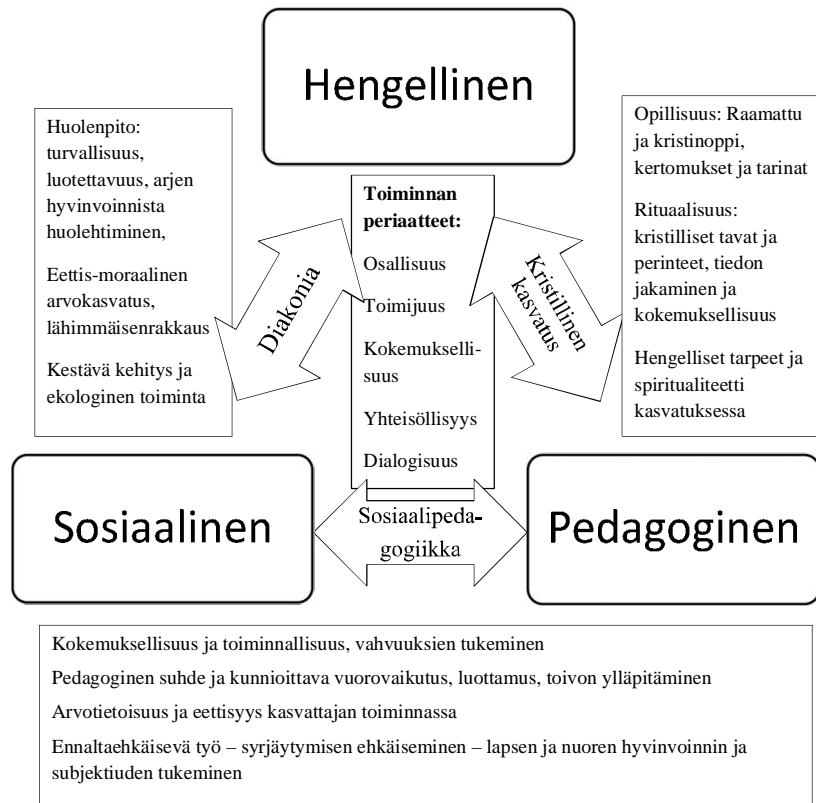 Hengellinen
Huolenpito:
turvallisuus,
luotettavuus, arjen
hyvinvoinnista
huolehtiminen,
Eettis-moraalinen
arvokasvatus,
lähimmäisenrakkaus
Kestävä kehitys ja
ekologinen toiminta
Diakonia
Toiminnan
periaatteet:
Osallisuus
Toimijuus
Kokemukselli-
suus
Yhteisöllisyys
Dialogisuus
Kristillinen
kasvatus
Opillisuus: Raamattu
ja kristinoppi,
kertomukset ja tarinat
Rituaalisuus:
kristilliset tavat ja
perinteet, tiedon
jakaminen ja
kokemuksellisuus
Hengelliset tarpeet ja
spiritualiteetti
kasvatuksessa
Sosiaalinen
Sosiaalipeda-
gogiikka
Pedagoginen
Kokemuksellisuus ja toiminnallisuus, vahvuuksien tukeminen
Pedagoginen suhde ja kunnioittava vuorovaikutus, luottamus, toivon ylläpitäminen
Arvotietoisuus ja eettisyys kasvattajan toiminnassa
Ennaltaehkäisevä työ – syrjäytymisen ehkäiseminen – lapsen ja nuoren hyvinvoinnin ja
subjektiuden tukeminen